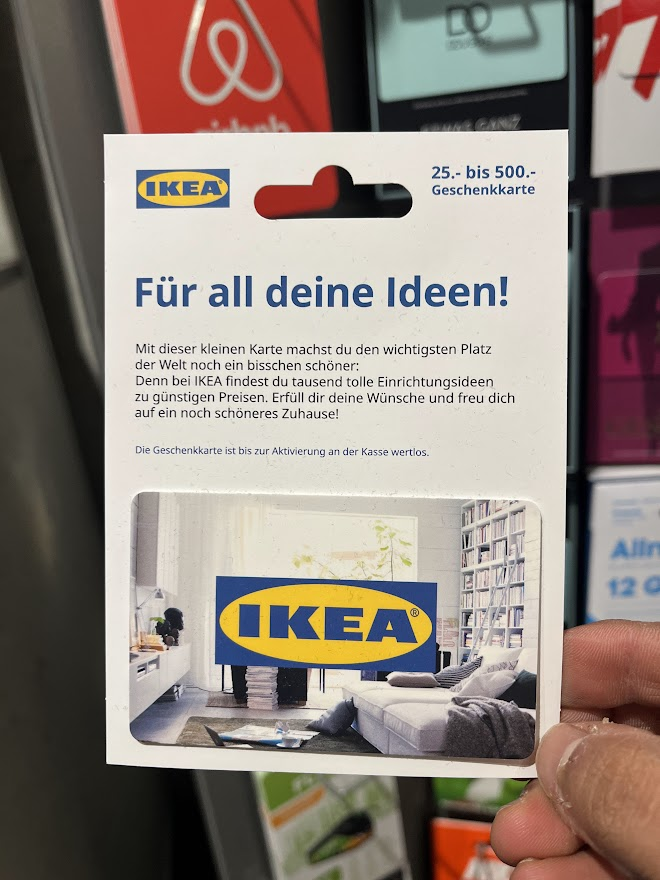 airbnb
IKEA
25.- bis 500.-
Geschenkkarte
Für all deine Ideen!
Mit dieser kleinen Karte machst du den wichtigsten Platz
der Welt noch ein bisschen schöner:
Denn bei IKEA findest du tausend tolle Einrichtungsideen
zu günstigen Preisen. Erfüll dir deine Wünsche und freu dich
auf ein noch schöneres Zuhause!
Die Geschenkkarte ist bis zur Aktivierung an der Kasse wertlos.
IKEA®
12 G